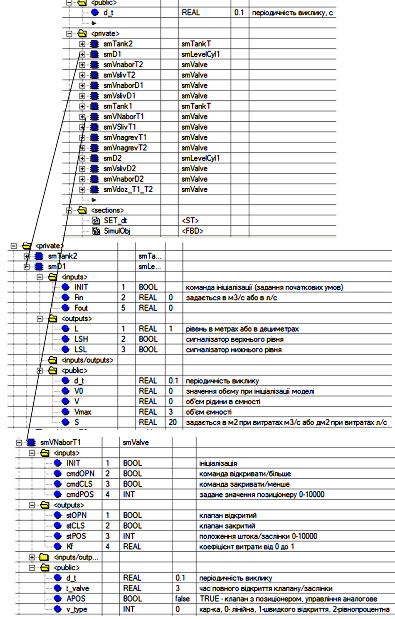 <public>
d_t REAL 0.1 періодичність виклику, с
<private>
smTank2 smTankT
smD1 smLevelCyl1
smVnaborT2 smValve
smVslivT2 smValve
smVnaborD1 smValve
smVslivD1 smValve
smTank1 smTankT
smVNaborT1 smValve
smVSlivT1 smValve
smVnagrevT1 smValve
smVnagrevT2 smValve
smD2 smLevelCyl1
smVslivD2 smValve
smVnaborD2 smValve
smVdoz_T1_T2 smValve
<sections>
SET_dt <ST>
SimulObj <FBD>
<private>
smTank2 smTa...
smD1 smLe...
<inputs>
INIT 1 BOOL команда ініціалізації (задання початкових умов)
Fin 2 REAL 0 задається в м3/с або в л/с
Fout 5 REAL 0
<outputs>
L 1 REAL 1 рівень в метрах або в дециметрах
LSH 2 BOOL сигналізатор верхнього рівня
LSL 3 BOOL сигналізатор нижнього рівня
<inputs/outputs>
<public>
d_t REAL 0.1 періодичність виклику
V0 REAL 0 значення обєму при ініціалізації моделі
V REAL 0 об'єм рідини в ємності
Vmax REAL 3 об'єм ємності
S REAL 20 задається в м2 при витратах м3/с або дм2 при витратах л/с
smVNaborT1 smValve
<inputs>
INIT 1 BOOL ініціалізація
cmdOPN 2 BOOL команда відкривати/більше
cmdCLS 3 BOOL команда закривати/менше
cmdPOS 4 INT задане значення позиціонеру 0-10000
<outputs>
stOPN 1 BOOL клапан відкритий
stCLS 2 BOOL клапан закритий
stPOS 3 INT положення штока/заслінки 0-10000
Kf 4 REAL коефіцієнт витрати від 0 до 1
<inputs/outp...
<public>
d_t REAL 0.1 періодичність виклику
t_valve REAL 3 час повного відкриття клапану/заслінки
APOS BOOL false TRUE - клапан з позиціонером, управління аналогове
v_type INT 0 хар-ка, 0- лінійна, 1-швидкого відкриття, 2-рівнопроцентна